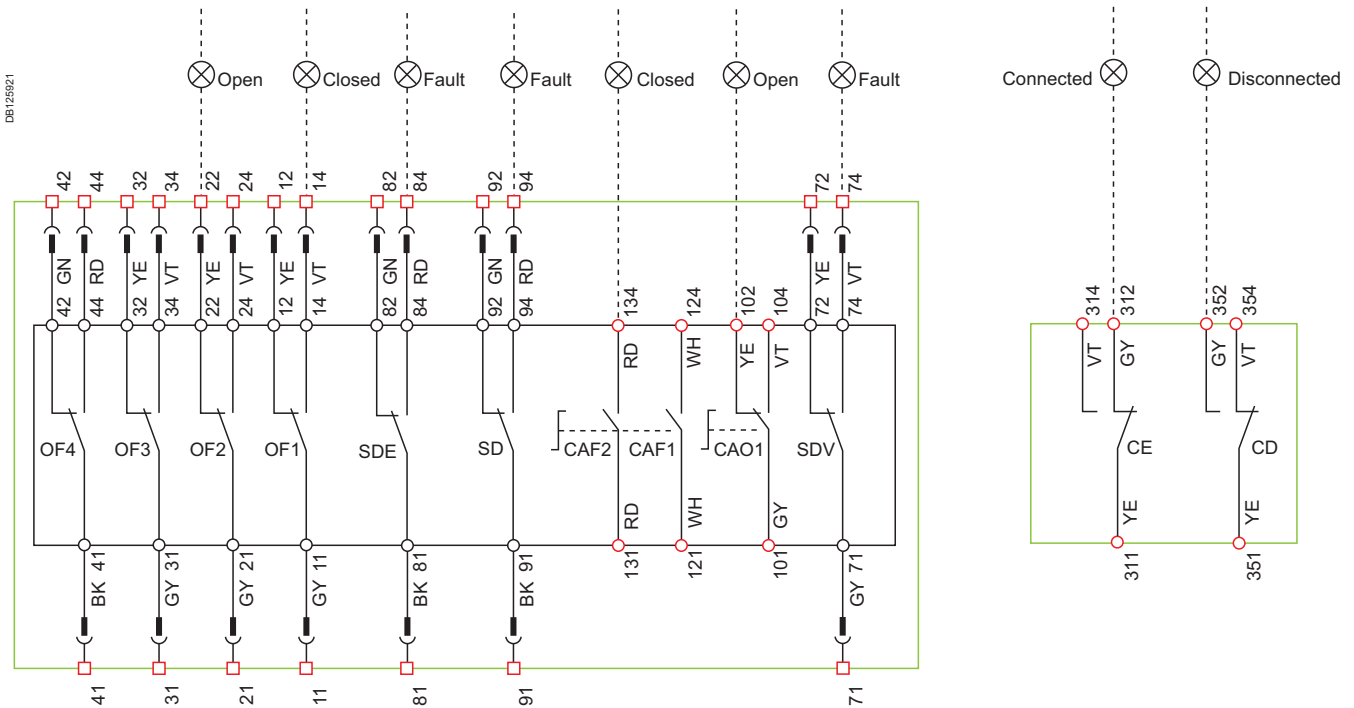 DB125921
Open
Closed
Fault
Fault
Closed
Open
Fault
Connected
Disconnected
42 44 32 34 22 24 12 14 82 84 92 94 72 74
GN RD YE VT YE VT YE VT GN RD GN RD YE VT
42 44 32 34 22 24 12 14 82 84 92 94 134 124 102 104 72 74
314 312 352 354
RD WH YE VT
VT GY GY VT
OF4 OF3 OF2 OF1 SDE SD CAF2 CAF1 CAO1 SDV
CE CD
RD WH GY
YE YE
BK 41 GY 31 GY 21 GY 11 BK 81 BK 91 131 121 101 GY 71
311 351
41 31 21 11 81 91 71